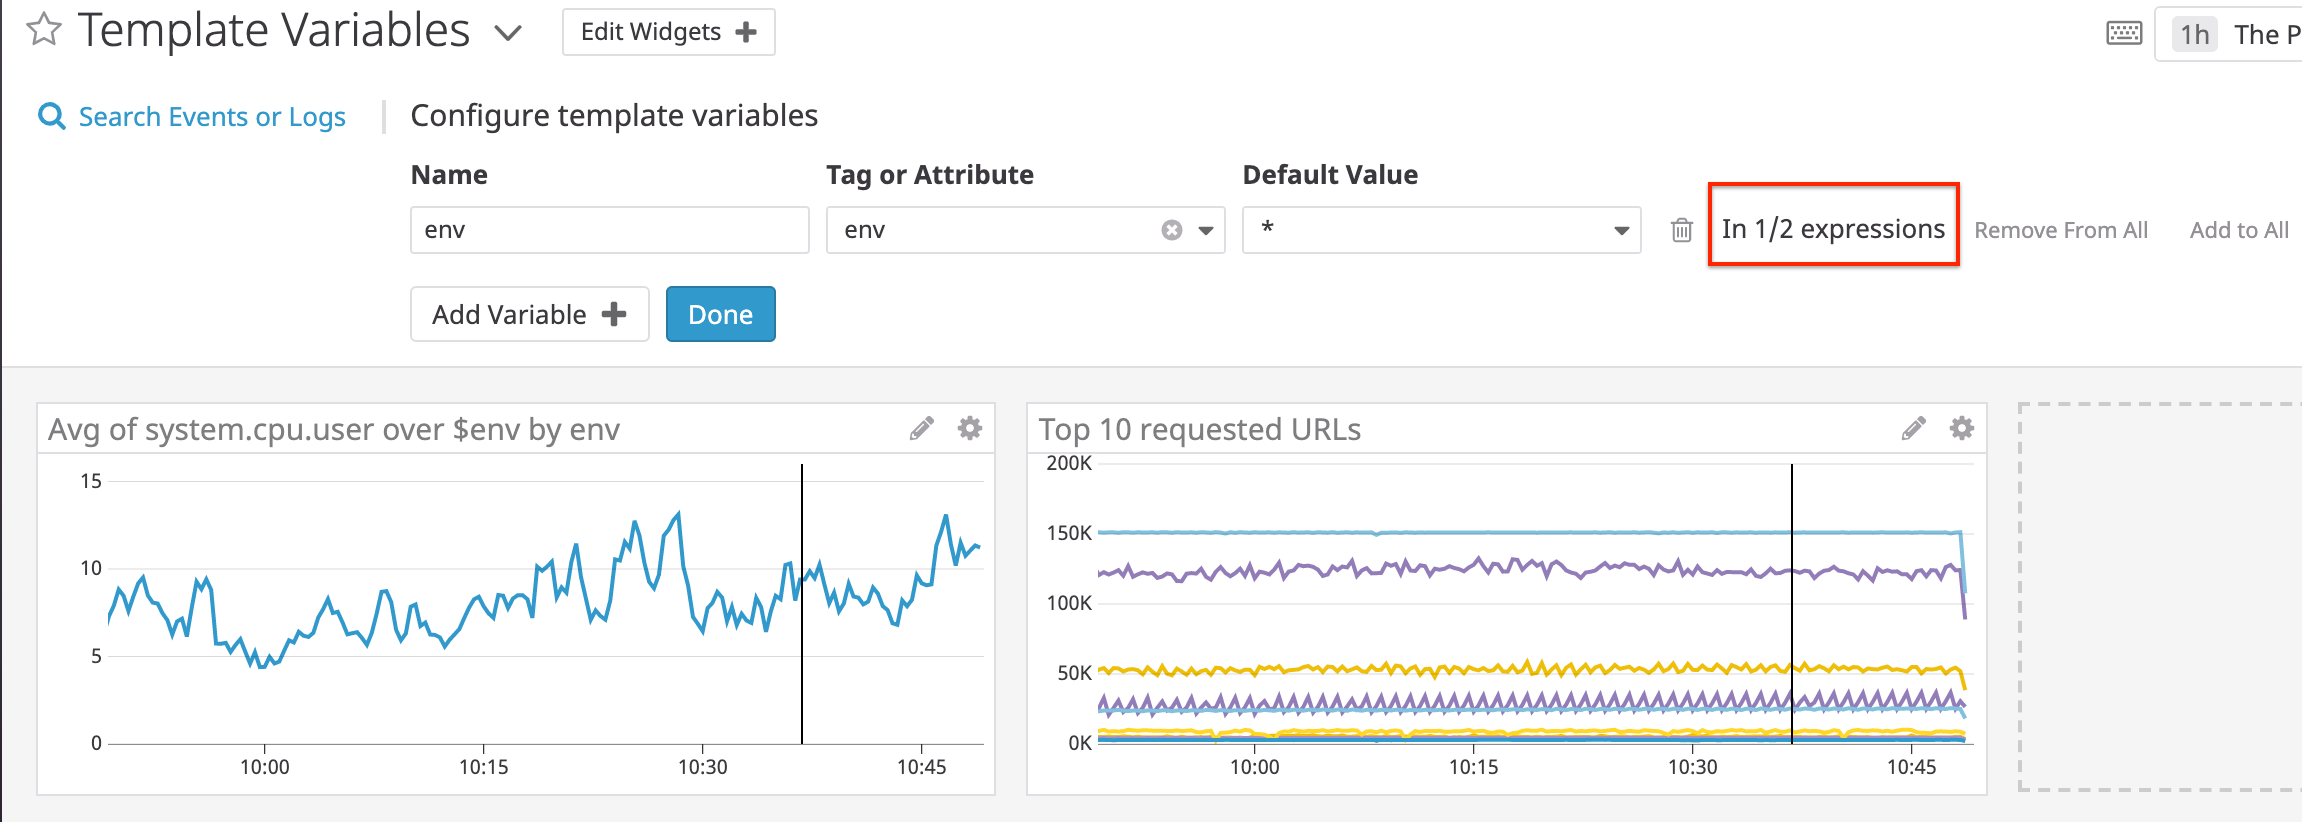 Template Variables
Edit Widgets
1h The P
Search Events or Logs
Configure template variables
Name Tag or Attribute Default Value
env env * In 1/2 expressions Remove From All Add to All
Add Variable Done
Avg of system.cpu.user over $env by env
15
10
5
0
10:00 10:15 10:30 10:45
Top 10 requested URLs
200K
150K
100K
50K
0K
10:00 10:15 10:30 10:45